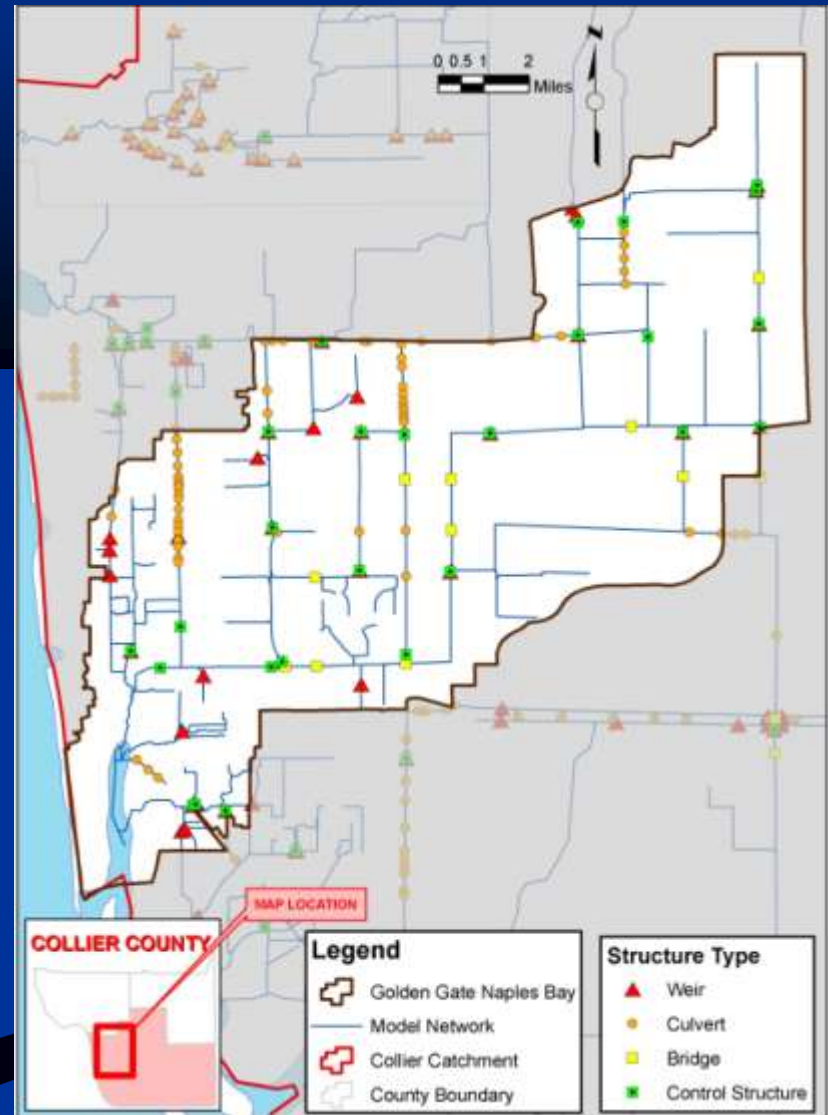 0 0.5 1 2
Miles
N
MAP LOCATION
COLLIER COUNTY
Legend
Golden Gate Naples Bay
Model Network
Collier Catchment
County Boundary
Structure Type
Weir
Culvert
Bridge
Control Structure